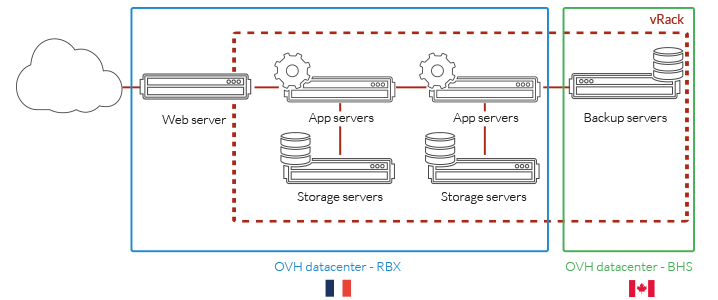 vRack
Web server
App servers
App servers
Backup servers
Storage servers
Storage servers
OVH datacenter - RBX
OVH datacenter - BHS